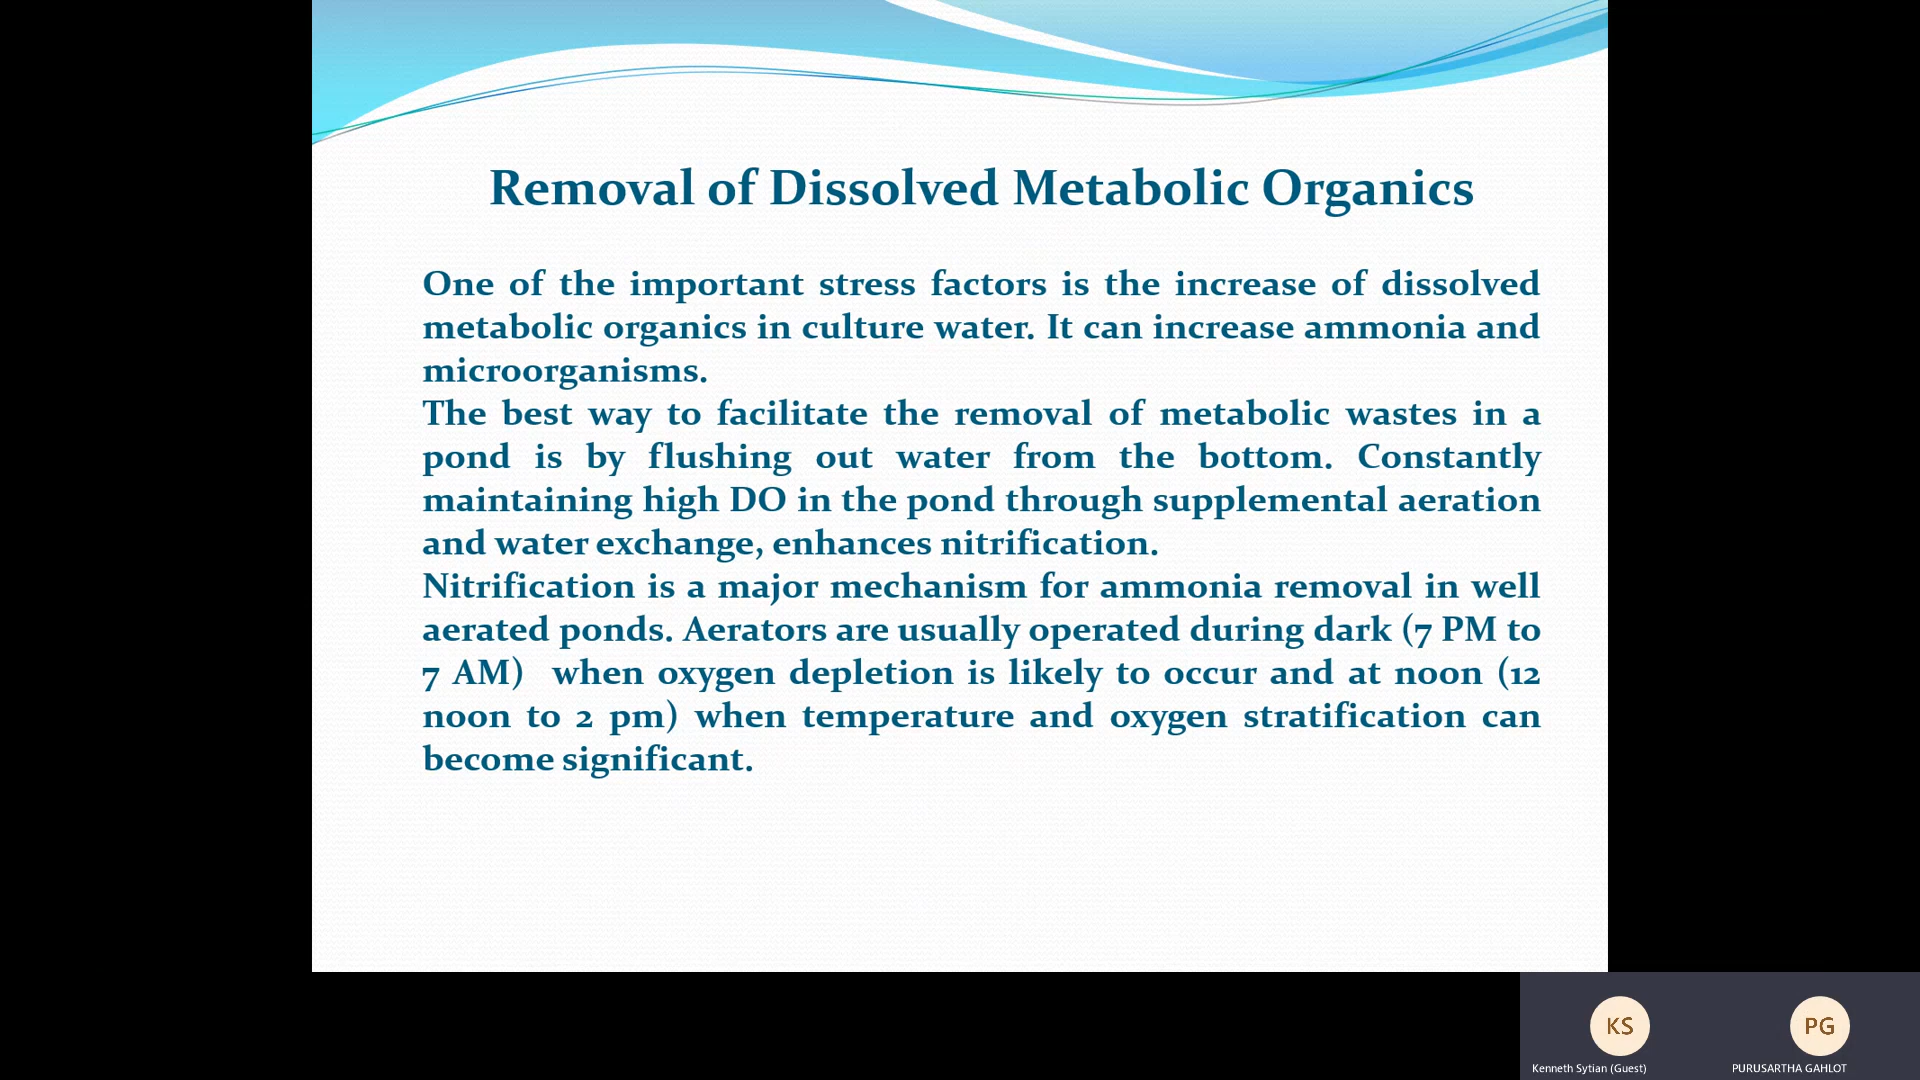 Removal of Dissolved Metabolic Organics
One of the important stress factors is the increase of dissolved
metabolic organics in culture water. It can increase ammonia and
microorganisms.
The best way to facilitate the removal of metabolic wastes in a
pond is by flushing out water from the bottom. Constantly
maintaining high DO in the pond through supplemental aeration
and water exchange, enhances nitrification.
Nitrification is a major mechanism for ammonia removal in well
aerated ponds. Aerators are usually operated during dark (7 PM to
7 AM) when oxygen depletion is likely to occur and at noon (12
noon to 2 pm) when temperature and oxygen stratification can
become significant.
KS
PG
Kenneth Sytian (Guest)
PURUSARTHA GAHLOT